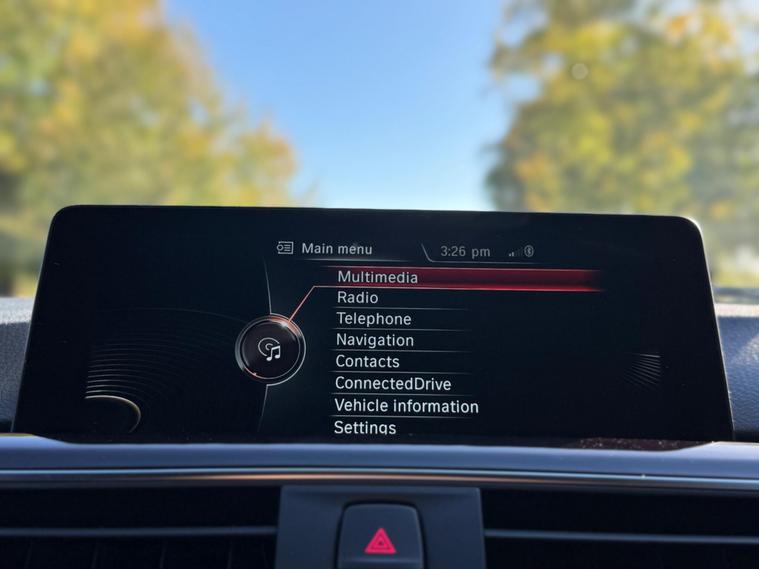 Main menu 3:26 pm
Multimedia
Radio
Telephone
Navigation
Contacts
ConnectedDrive
Vehicle information
Settings